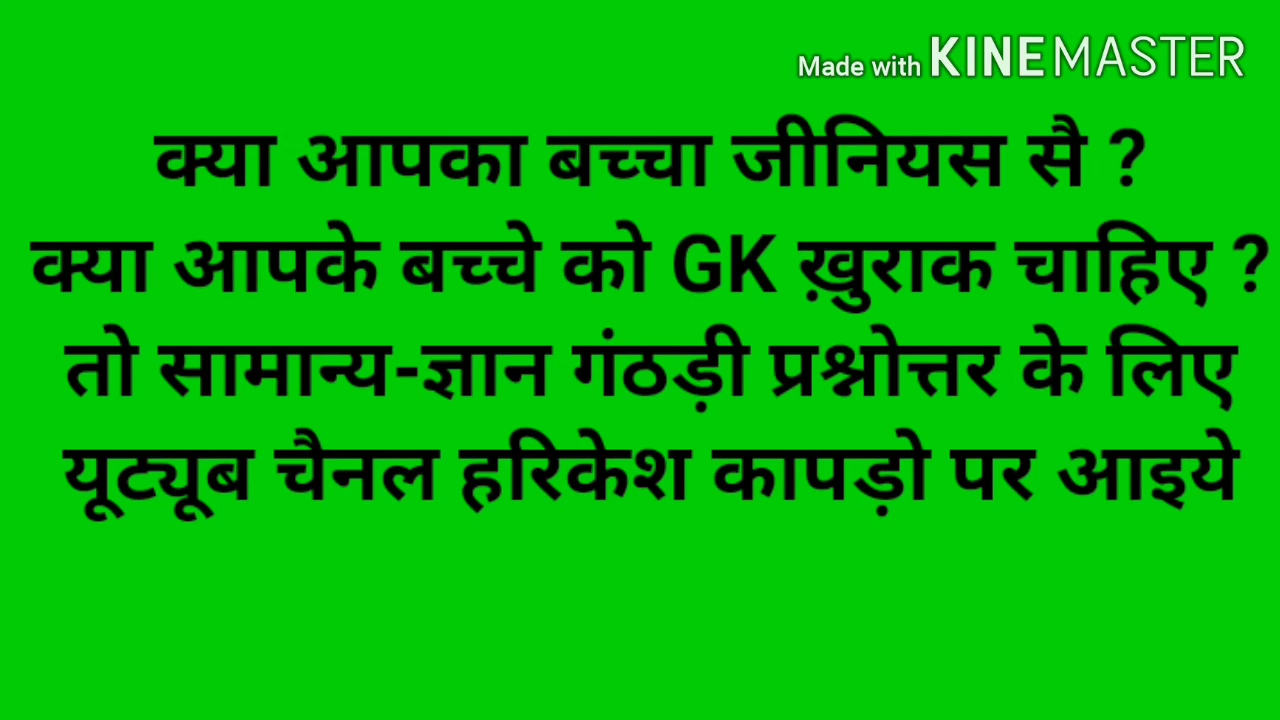 Made with KINEMASTER
क्या आपका बच्चा जीनियस सै ?
क्या आपके बच्चे को GK ख़ुराक चाहिए ?
तो सामान्य-ज्ञान गंठड़ी प्रश्नोत्तर के लिए
यूट्यूब चैनल हरिकेश कापड़ो पर आइये